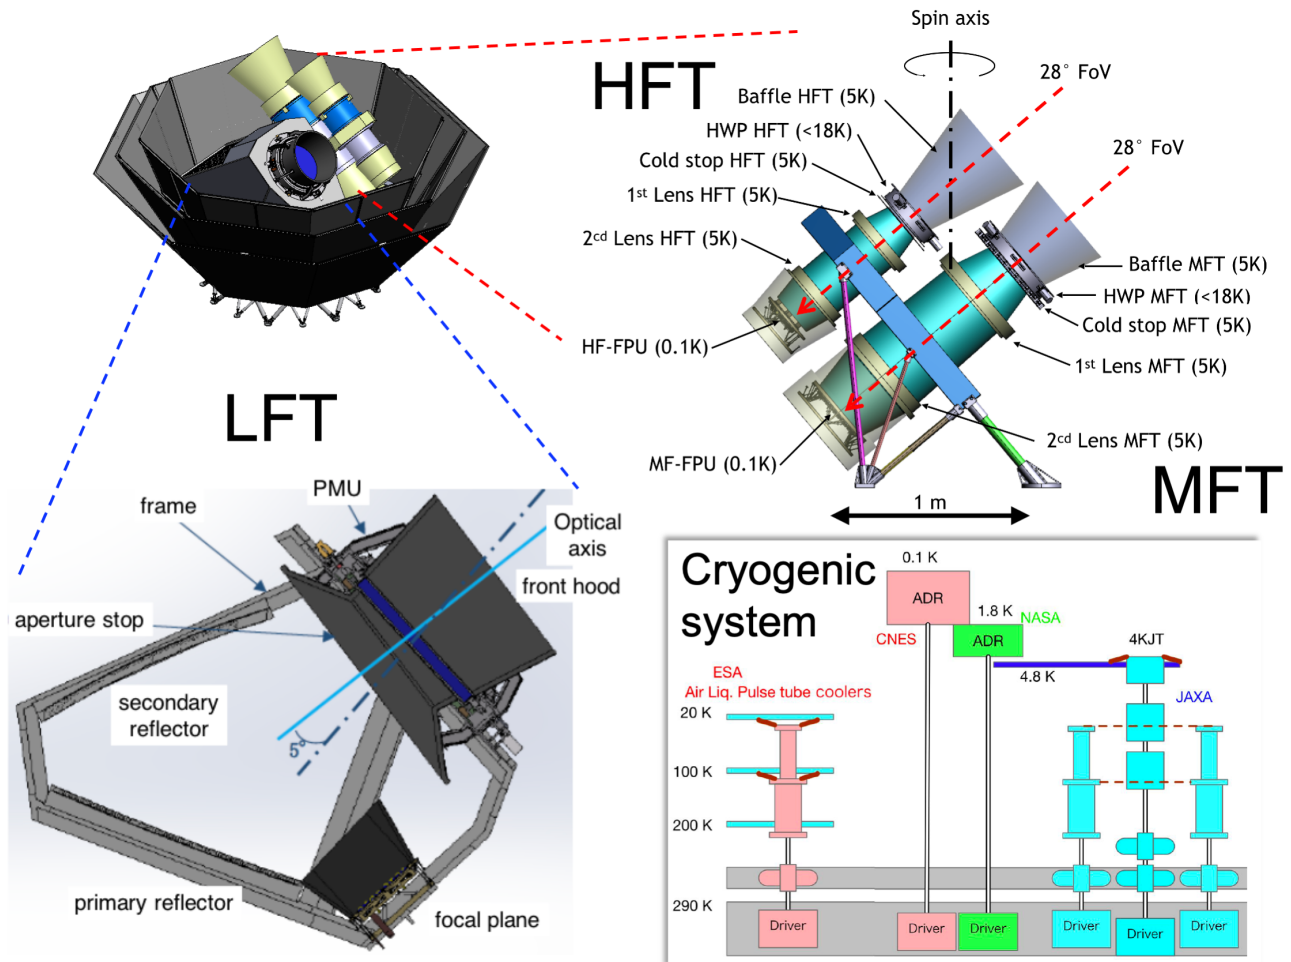 Spin axis
HFT
28° FoV
Baffle HFT (5K)
HWP HFT (<18K)
Cold stop HFT (5K)
28° FoV
1st Lens HFT (5K)
2cd Lens HFT (5K)
Baffle MFT (5K)
HWP MFT (<18K)
Cold stop MFT (5K)
HF-FPU (0.1K)
1st Lens MFT (5K)
2cd Lens MFT (5K)
MF-FPU (0.1K)
MFT
1 m
LFT
PMU
frame
Optical
axis
front hood
aperture stop
secondary
reflector
5°
primary reflector
focal plane
Cryogenic
system
0.1 K
ADR
1.8 K
CNES
NASA
ADR
4KJT
4.8 K
ESA
Air Liq. Pulse tube coolers
JAXA
20 K
100 K
200 K
290 K
Driver
Driver
Driver
Driver
Driver
Driver